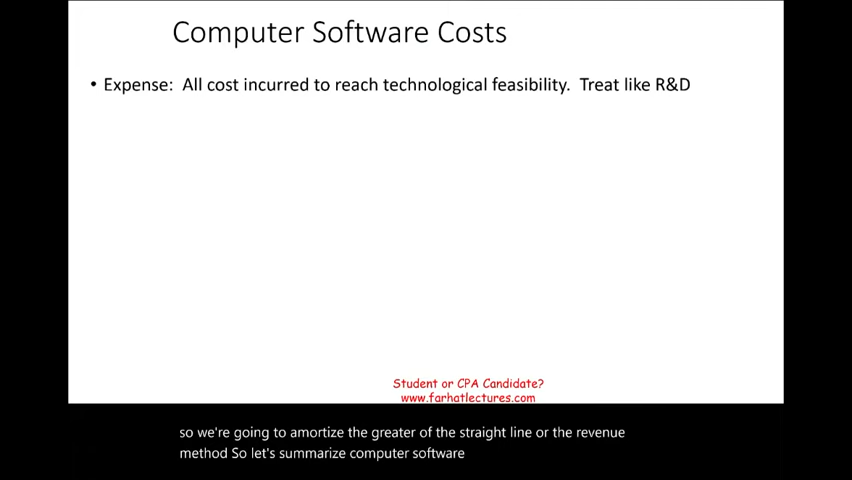 Computer Software Costs
• Expense: All cost incurred to reach technological feasibility. Treat like R&D
Student or CPA Candidate?
www.farhatlectures.com
so we're going to amortize the greater of the straight line or the revenue
method So let's summarize computer software